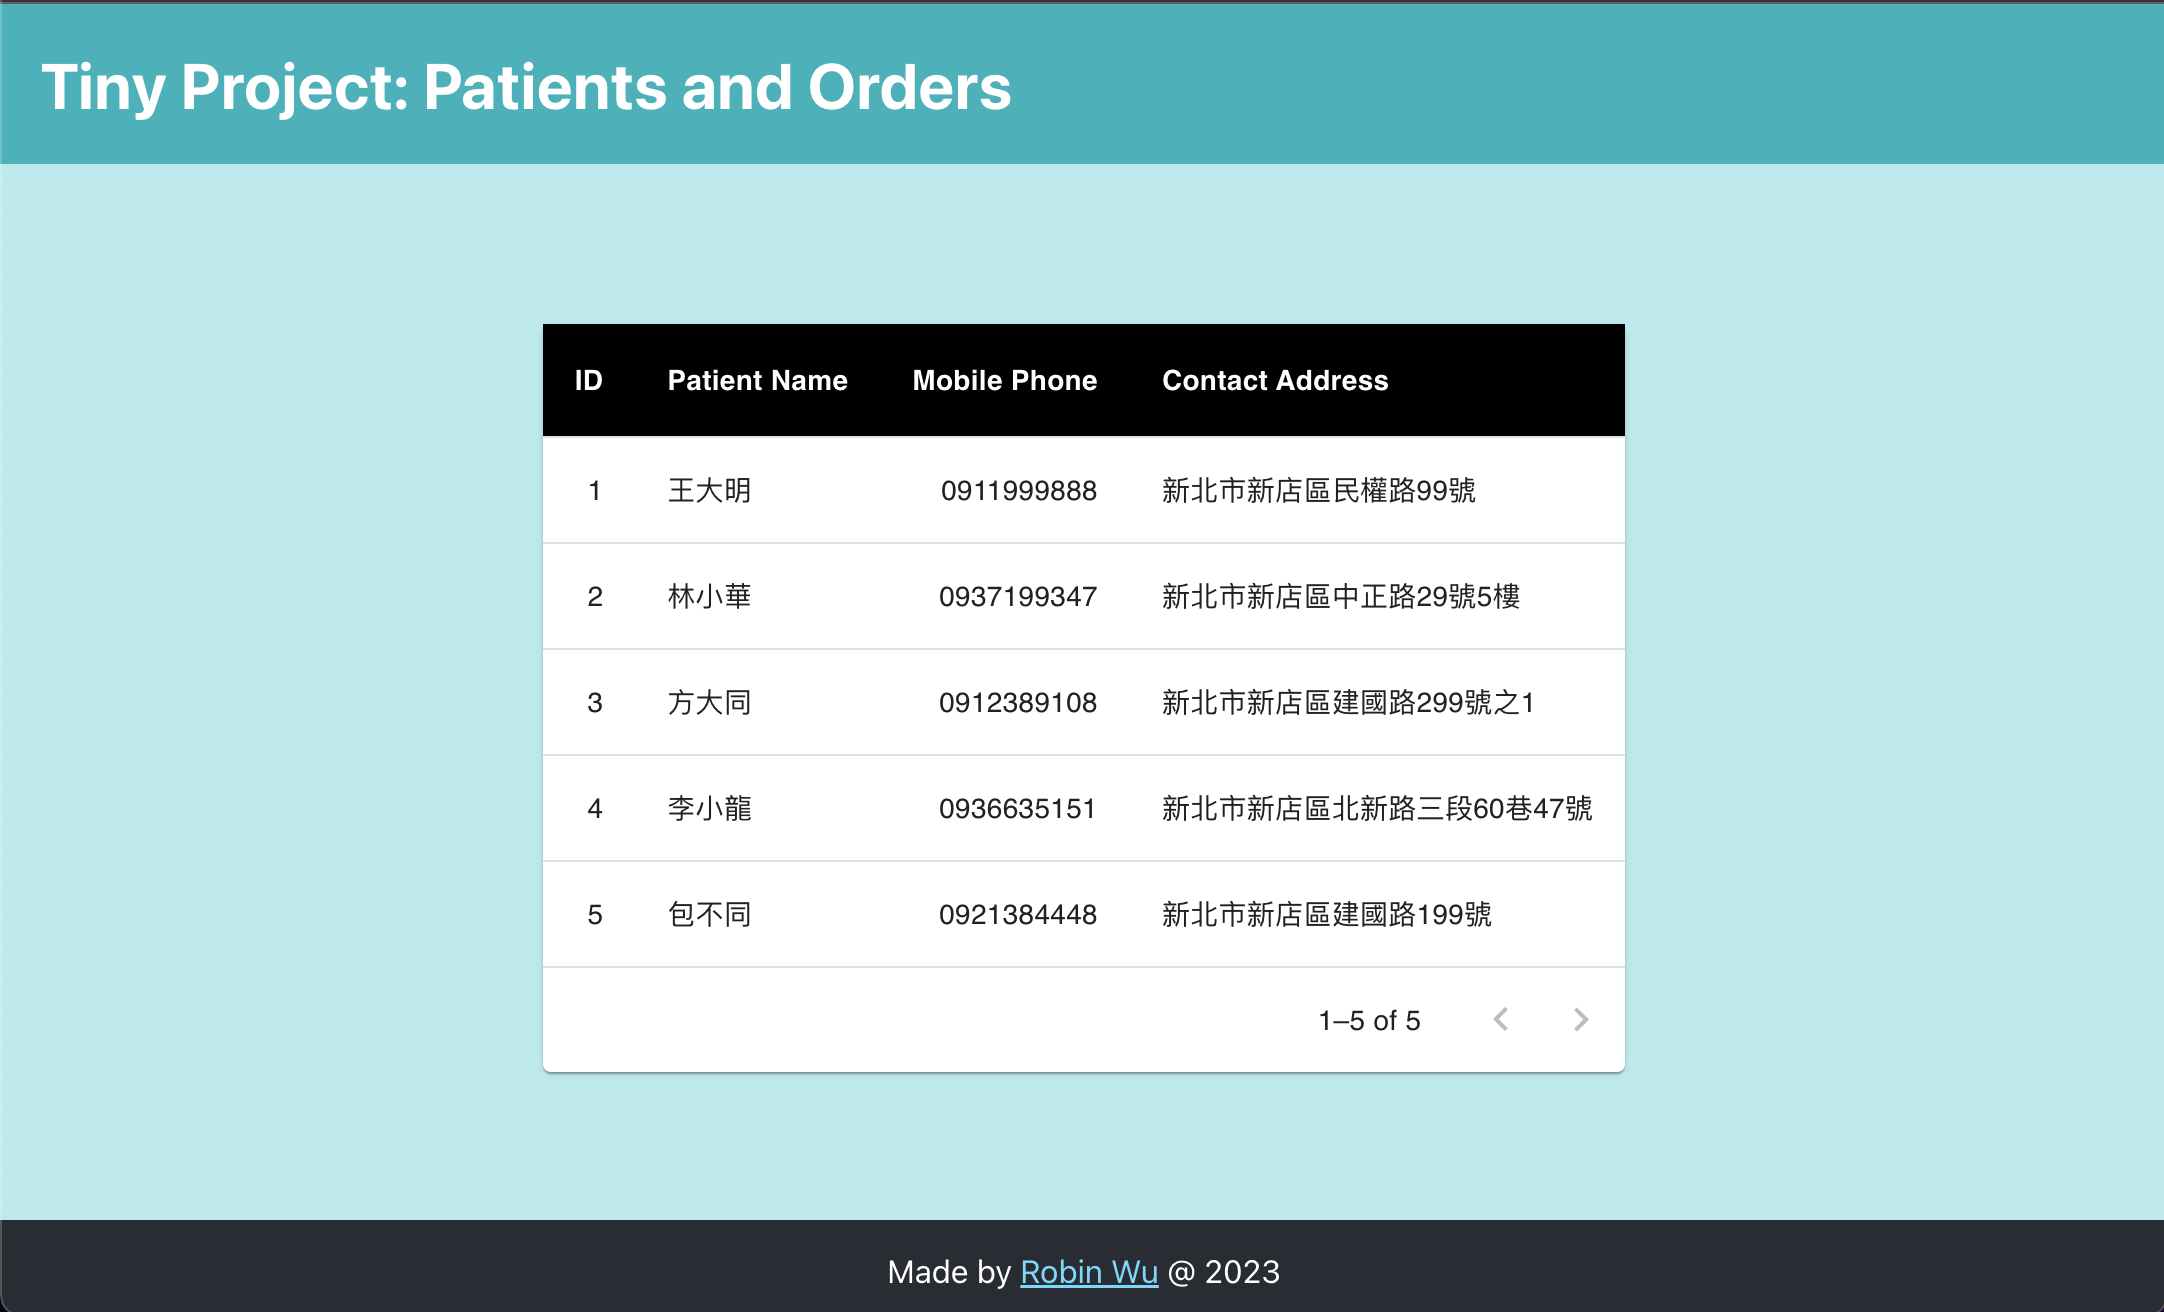 Tiny Project: Patients and Orders
ID Patient Name Mobile Phone Contact Address
1 王大明 0911999888 新北市新店區民權路99號
2 林小華 0937199347 新北市新店區中正路29號5樓
3 方大同 0912389108 新北市新店區建國路299號之1
4 李小龍 0936635151 新北市新店區北新路三段60巷47號
5 包不同 0921384448 新北市新店區建國路199號
1–5 of 5
Made by Robin Wu @ 2023